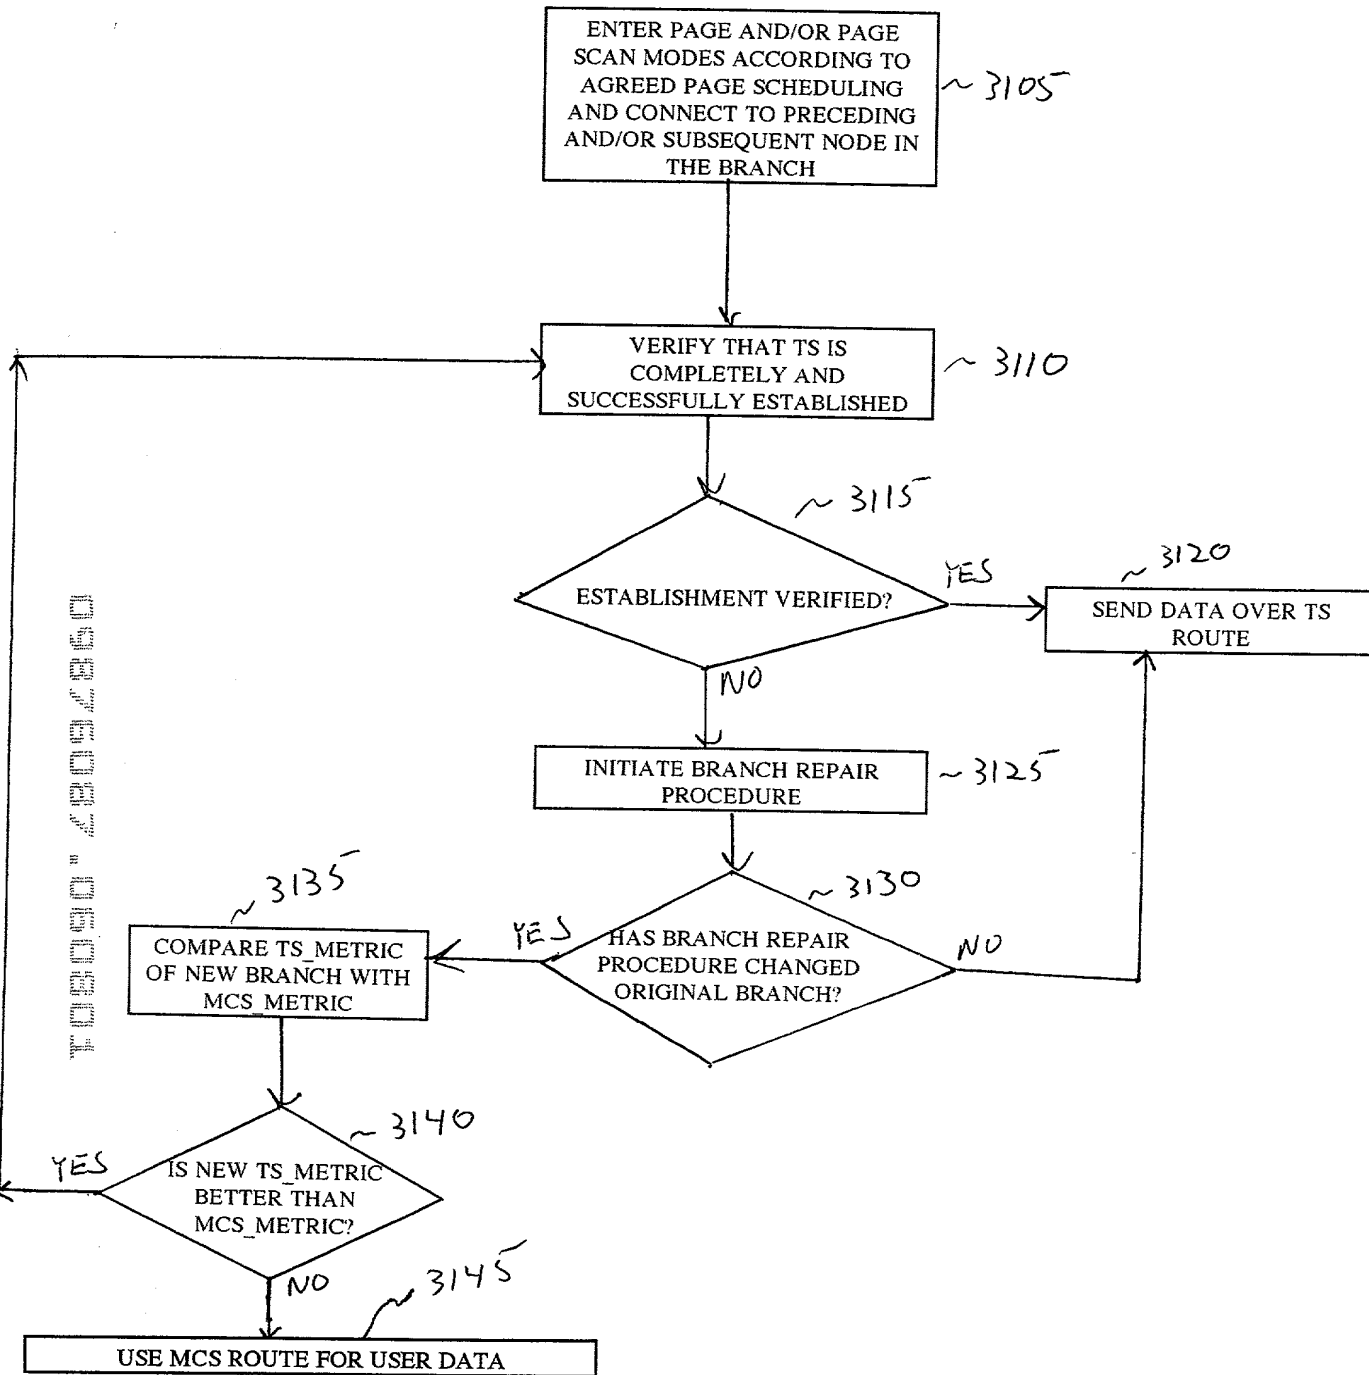 ENTER PAGE AND/OR PAGE
SCAN MODES ACCORDING TO
AGREED PAGE SCHEDULING
AND CONNECT TO PRECEDING
AND/OR SUBSEQUENT NODE IN
THE BRANCH
~ 3105
VERIFY THAT TS IS
COMPLETELY AND
SUCCESSFULLY ESTABLISHED
~ 3110
~ 3115
ESTABLISHMENT VERIFIED?
YES
~ 3120
SEND DATA OVER TS
ROUTE
NO
INITIATE BRANCH REPAIR
PROCEDURE
~ 3125
~ 3130
HAS BRANCH REPAIR
PROCEDURE CHANGED
ORIGINAL BRANCH?
YES
NO
~ 3135
COMPARE TS_METRIC
OF NEW BRANCH WITH
MCS_METRIC
~ 3140
IS NEW TS_METRIC
BETTER THAN
MCS_METRIC?
YES
NO
~ 3145
USE MCS ROUTE FOR USER DATA
09876087.060801